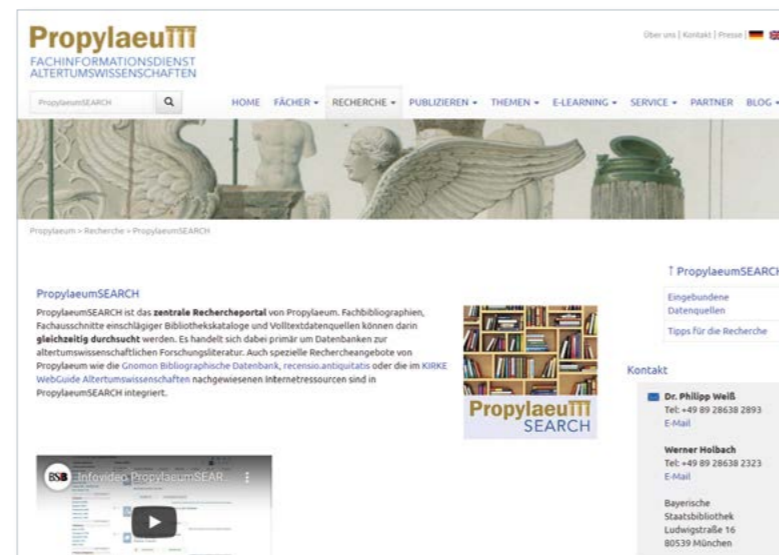 Propylaeum
FACHINFORMATIONSDIENST
ALTERTUMSWISSENSCHAFTEN
Über uns | Kontakt | Presse |
PropylaeumSEARCH
HOME FÄCHER RECHERCHE PUBLIZIEREN THEMEN E-LEARNING SERVICE PARTNER BLOG
Propylaeum > Recherche > PropylaeumSEARCH
PropylaeumSEARCH
PropylaeumSEARCH ist das zentrale Rechercheportal von Propylaeum. Fachbibliographien,
Fachausschnitte einschlägiger Bibliothekskataloge und Volltextdatenquellen können darin
gleichzeitig durchsucht werden. Es handelt sich dabei primär um Datenbanken zur
altertumswissenschaftlichen Forschungsliteratur. Auch spezielle Rechercheangebote von
Propylaeum wie die Gnomon Bibliographische Datenbank, recensio.antiquitatis oder die im KIRKE
WebGuide Altertumswissenschaften nachgewiesenen Internetressourcen sind in
PropylaeumSEARCH integriert.
Propylaeum
SEARCH
BSB Infovideo PropylaeumSEAR...
↑ PropylaeumSEARCH
Eingebundene
Datenquellen
Tipps für die Recherche
Kontakt
Dr. Philipp Weiß
Tel: +49 89 28638 2893
E-Mail
Werner Holbach
Tel: +49 89 28638 2323
E-Mail
Bayerische
Staatsbibliothek
Ludwigstraße 16
80539 München